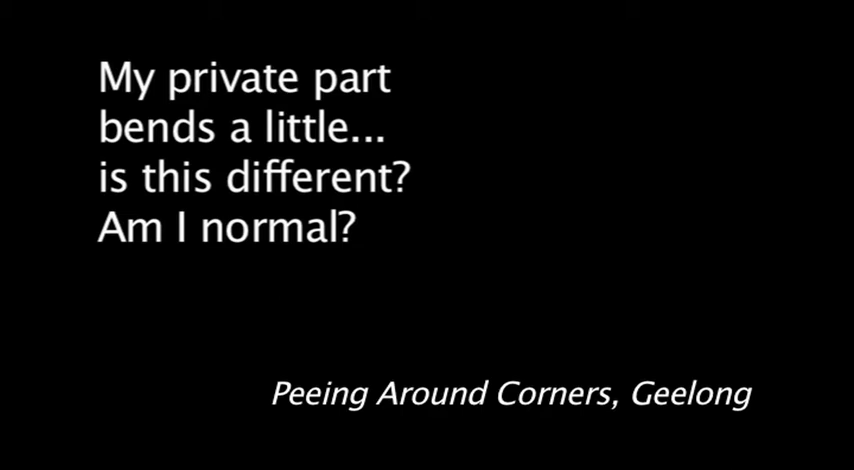 My private part
bends a little...
is this different?
Am I normal?
Peeing Around Corners, Geelong